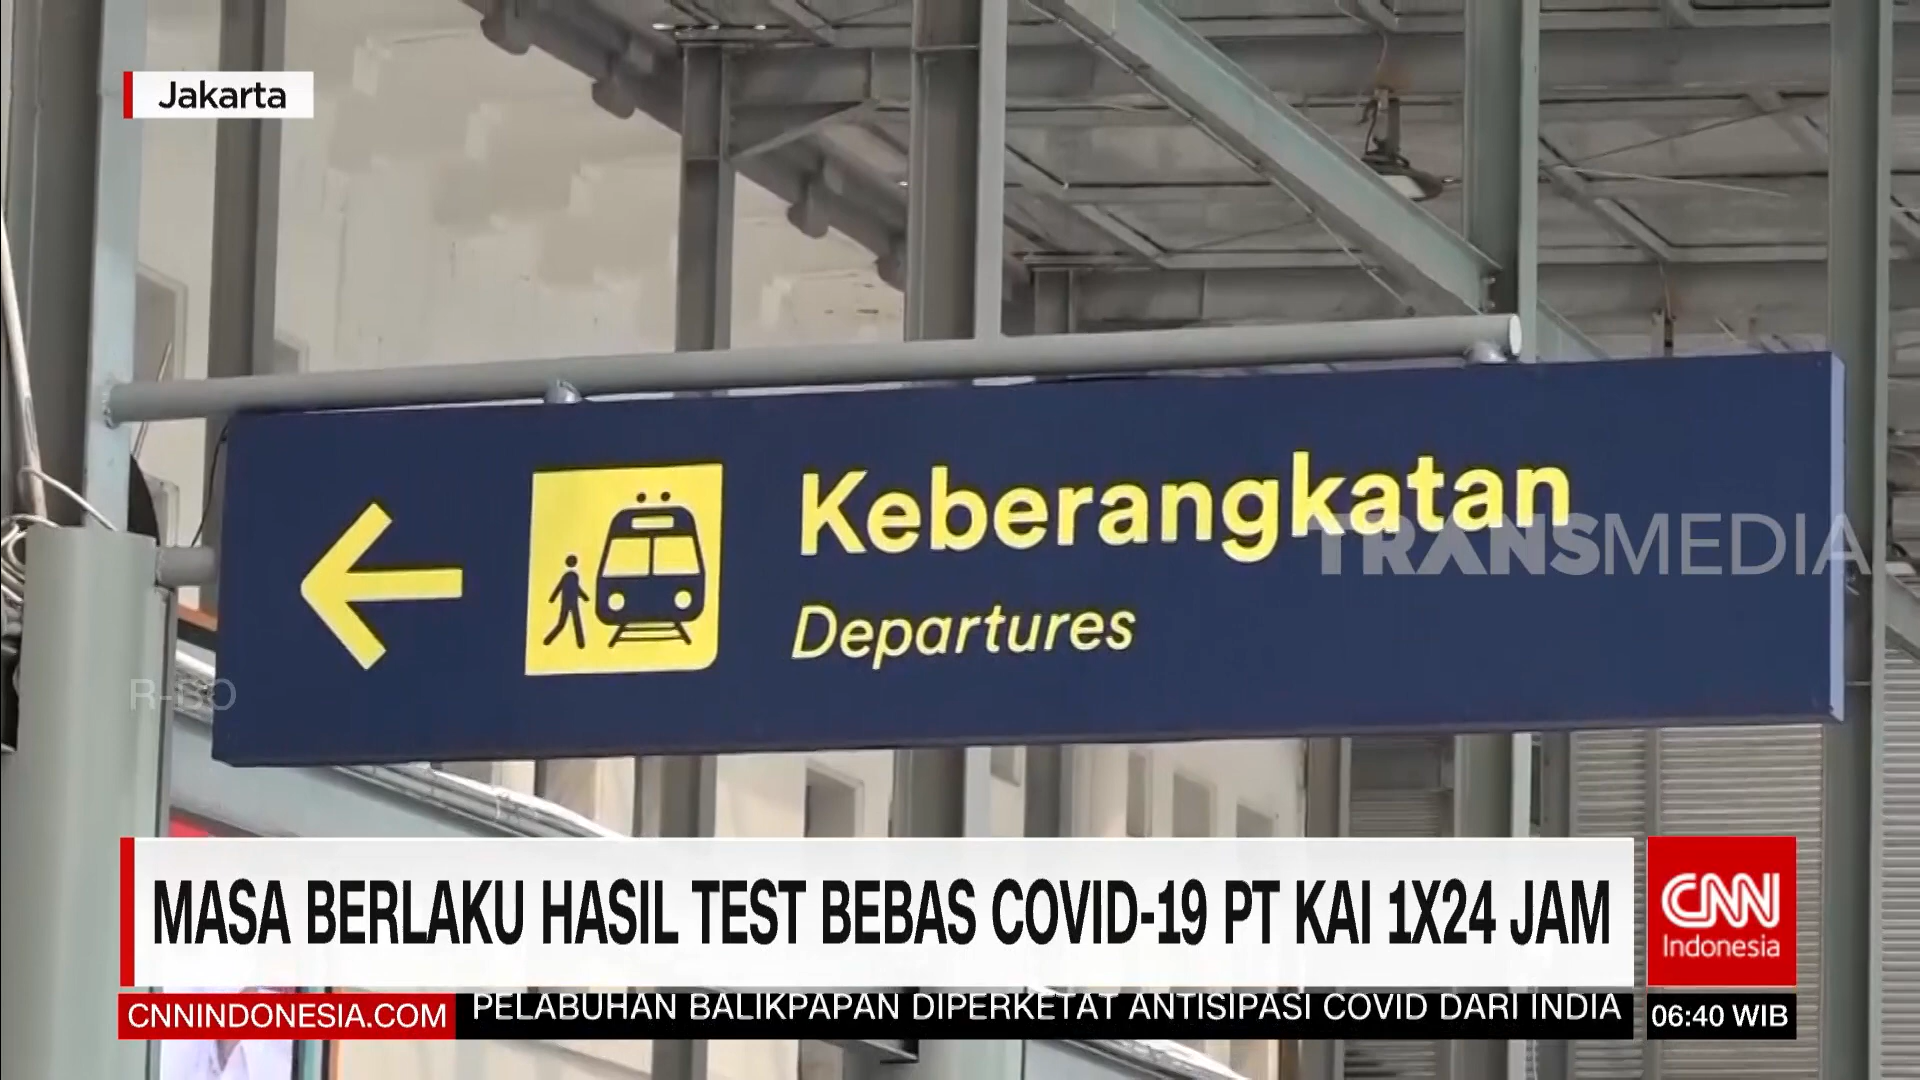 Jakarta
Keberangkatan
TRANSMEDIA
Departures
R-BO
MASA BERLAKU HASIL TEST BEBAS COVID-19 PT KAI 1X24 JAM
CNN
Indonesia
CNNINDONESIA.COM
PELABUHAN BALIKPAPAN DIPERKETAT ANTISIPASI COVID DARI INDIA
06:40 WIB